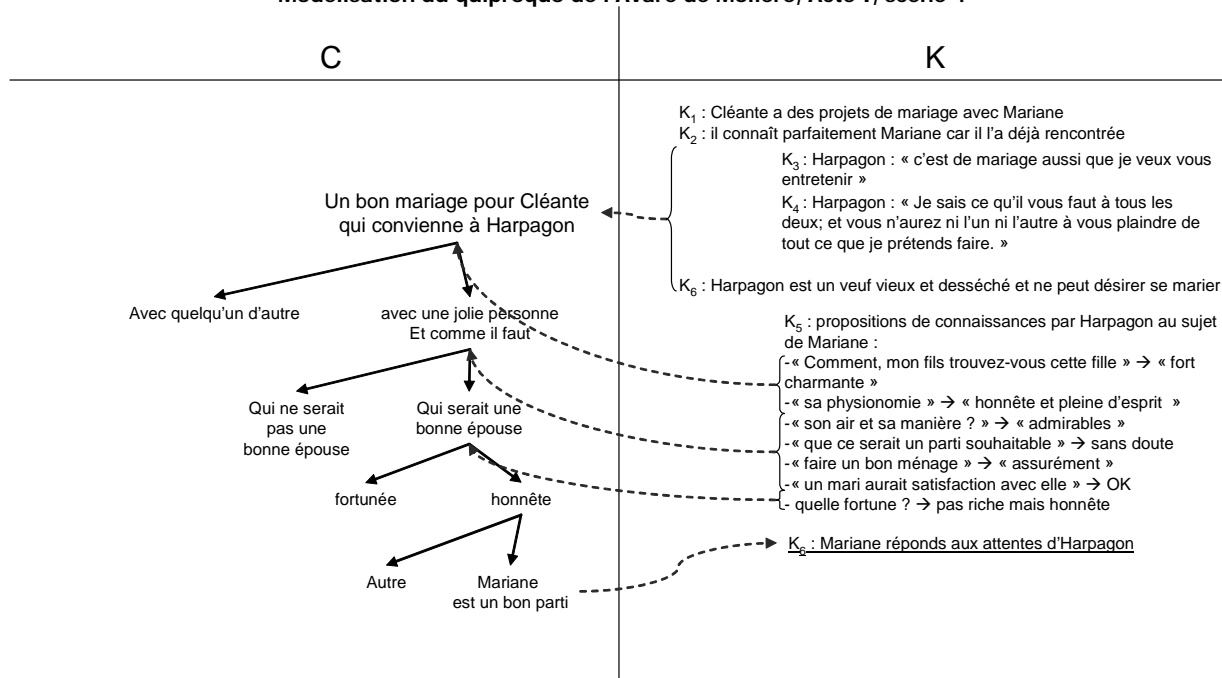 Modélisation du quiproquo de l'Avare de Molière, Acte scène
C
K
K1 : Cléante a des projets de mariage avec Mariane
K2 : il connaît parfaitement Mariane car il l'a déjà rencontrée
K3 : Harpagon : « c'est de mariage aussi que je veux vous
entretenir »
K4 : Harpagon : « Je sais ce qu'il vous faut à tous les
deux; et vous n'aurez ni l'un ni l'autre à vous plaindre de
tout ce que je prétends faire. »
K6 : Harpagon est un veuf vieux et desséché et ne peut désirer se marier
Un bon mariage pour Cléante
qui convienne à Harpagon
Avec quelqu'un d'autre
avec une jolie personne
Et comme il faut
K5 : propositions de connaissances par Harpagon au sujet
de Mariane :
-« Comment, mon fils trouvez-vous cette fille » → « fort
charmante »
-« sa physionomie » → « honnête et pleine d'esprit »
-« son air et sa manière ? » → « admirables »
-« que ce serait un parti souhaitable » → sans doute
-« faire un bon ménage » → « assurément »
-« un mari aurait satisfaction avec elle » → OK
- quelle fortune ? → pas riche mais honnête
Qui ne serait
pas une
bonne épouse
Qui serait une
bonne épouse
fortunée
honnête
K6 : Mariane réponds aux attentes d'Harpagon
Autre
Mariane
est un bon parti